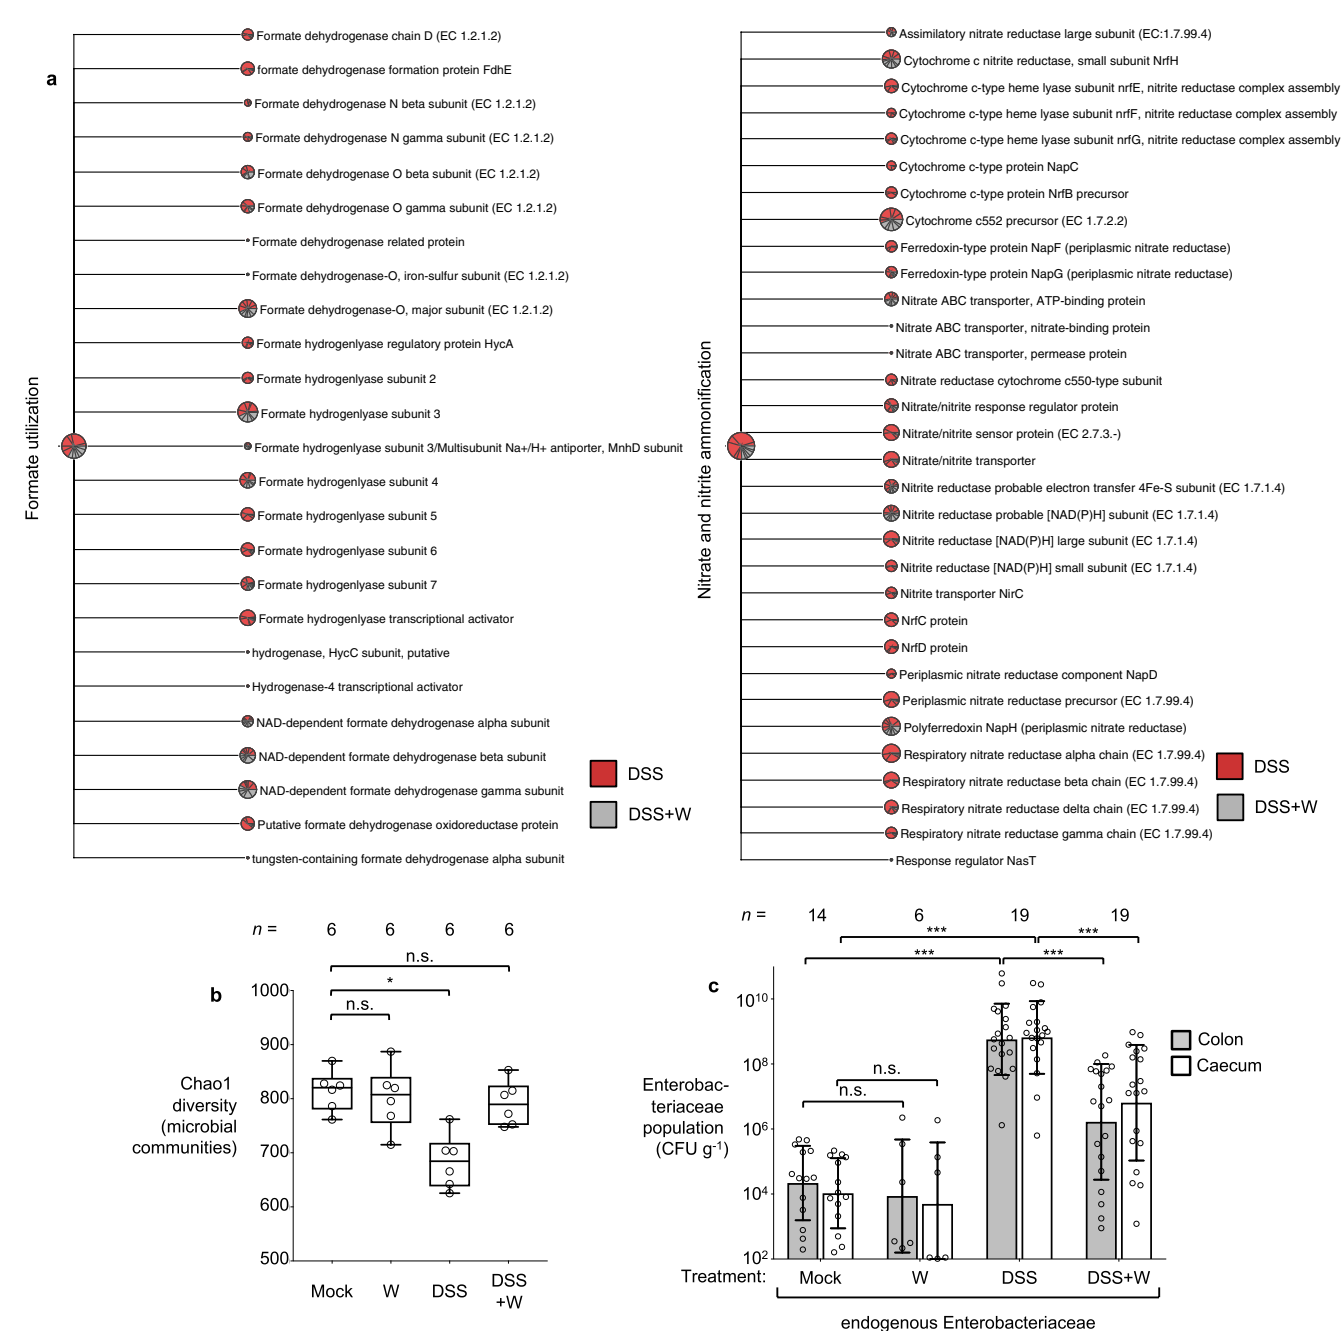 a
Formate utilization
Formate dehydrogenase chain D (EC 1.2.1.2)
formate dehydrogenase formation protein FdhE
Formate dehydrogenase N beta subunit (EC 1.2.1.2)
Formate dehydrogenase N gamma subunit (EC 1.2.1.2)
Formate dehydrogenase O beta subunit (EC 1.2.1.2)
Formate dehydrogenase O gamma subunit (EC 1.2.1.2)
Formate dehydrogenase related protein
Formate dehydrogenase-O, iron-sulfur subunit (EC 1.2.1.2)
Formate dehydrogenase-O, major subunit (EC 1.2.1.2)
Formate hydrogenlyase regulatory protein HycA
Formate hydrogenlyase subunit 2
Formate hydrogenlyase subunit 3
Formate hydrogenlyase subunit 3/Multisubunit Na+/H+ antiporter, MnhD subunit
Formate hydrogenlyase subunit 4
Formate hydrogenlyase subunit 5
Formate hydrogenlyase subunit 6
Formate hydrogenlyase subunit 7
Formate hydrogenlyase transcriptional activator
hydrogenase, HycC subunit, putative
Hydrogenase-4 transcriptional activator
NAD-dependent formate dehydrogenase alpha subunit
NAD-dependent formate dehydrogenase beta subunit
NAD-dependent formate dehydrogenase gamma subunit
Putative formate dehydrogenase oxidoreductase protein
tungsten-containing formate dehydrogenase alpha subunit
DSS
DSS+W
Nitrate and nitrite ammonification
Assimilatory nitrate reductase large subunit (EC:1.7.99.4)
Cytochrome c nitrite reductase, small subunit NrfH
Cytochrome c-type heme lyase subunit nrfE, nitrite reductase complex assembly
Cytochrome c-type heme lyase subunit nrfF, nitrite reductase complex assembly
Cytochrome c-type heme lyase subunit nrfG, nitrite reductase complex assembly
Cytochrome c-type protein NapC
Cytochrome c-type protein NrfB precursor
Cytochrome c552 precursor (EC 1.7.2.2)
Ferredoxin-type protein NapF (periplasmic nitrate reductase)
Ferredoxin-type protein NapG (periplasmic nitrate reductase)
Nitrate ABC transporter, ATP-binding protein
Nitrate ABC transporter, nitrate-binding protein
Nitrate ABC transporter, permease protein
Nitrate reductase cytochrome c550-type subunit
Nitrate/nitrite response regulator protein
Nitrate/nitrite sensor protein (EC 2.7.3.-)
Nitrate/nitrite transporter
Nitrite reductase probable electron transfer 4Fe-S subunit (EC 1.7.1.4)
Nitrite reductase probable [NAD(P)H] subunit (EC 1.7.1.4)
Nitrite reductase [NAD(P)H] large subunit (EC 1.7.1.4)
Nitrite reductase [NAD(P)H] small subunit (EC 1.7.1.4)
Nitrite transporter NirC
NrfC protein
NrfD protein
Periplasmic nitrate reductase component NapD
Periplasmic nitrate reductase precursor (EC 1.7.99.4)
Polyferredoxin NapH (periplasmic nitrate reductase)
Respiratory nitrate reductase alpha chain (EC 1.7.99.4)
Respiratory nitrate reductase beta chain (EC 1.7.99.4)
Respiratory nitrate reductase delta chain (EC 1.7.99.4)
Respiratory nitrate reductase gamma chain (EC 1.7.99.4)
Response regulator NasT
DSS
DSS+W
b
n = 6 6 6 6
n.s.
*
n.s.
Chao1
diversity
(microbial
communities)
1000
900
800
700
600
500
Mock W DSS DSS
+W
c
n = 14 6 19 19
*** ***
*** ***
n.s.
n.s.
Enterobac-
teriaceae
population
(CFU g-1)
10^10
10^8
10^6
10^4
10^2
Colon
Caecum
Treatment: Mock W DSS DSS+W
endogenous Enterobacteriaceae